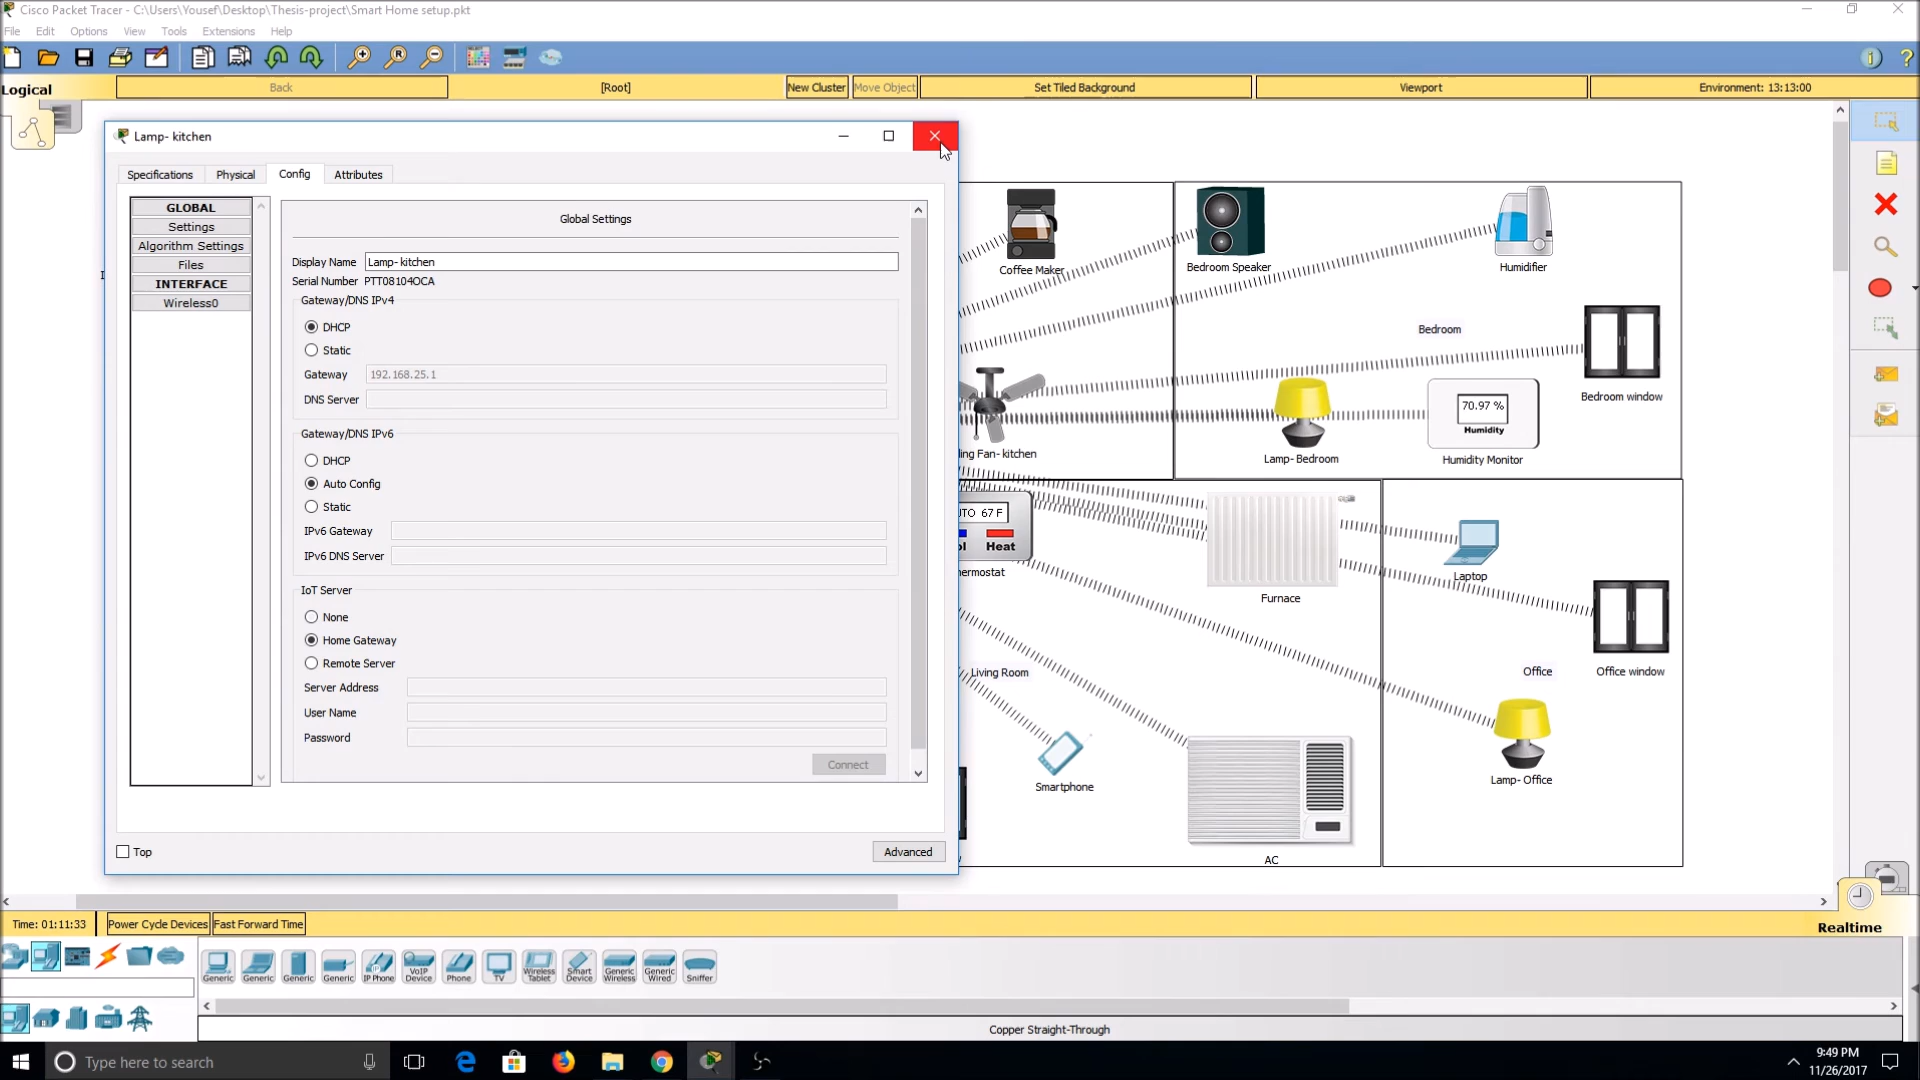 Cisco Packet Tracer - C:\Users\Yousef\Desktop\Thesis-project\Smart Home setup.pkt
File Edit Options View Tools Extensions Help
Logical
Back
[Root]
New Cluster
Move Object
Set Tiled Background
Viewport
Environment: 13:13:00
Lamp- kitchen
Specifications Physical Config Attributes
GLOBAL
Settings
Algorithm Settings
Files
INTERFACE
Wireless0
Global Settings
Display Name Lamp- kitchen
Serial Number PTT08104OCA
Gateway/DNS IPv4
DHCP
Static
Gateway 192.168.25.1
DNS Server
Gateway/DNS IPv6
DHCP
Auto Config
Static
IPv6 Gateway
IPv6 DNS Server
IoT Server
None
Home Gateway
Remote Server
Server Address
User Name
Password
Connect
Top
Advanced
Coffee Maker
Bedroom Speaker
Humidifier
Bedroom
Bedroom window
ling Fan- kitchen
Lamp- Bedroom
70.97 %
Humidity
Humidity Monitor
UTO 67 F
ol Heat
ermostat
Furnace
Laptop
Office window
Living Room
Office
Smartphone
AC
Lamp- Office
Time: 01:11:33
Power Cycle Devices
Fast Forward Time
Realtime
Generic
Generic
Generic
Generic
IP Phone
VoIP Device
Phone
TV
Wireless Tablet
Smart Device
Generic Wireless
Generic Wired
Sniffer
Copper Straight-Through
Type here to search
9:49 PM
11/26/2017